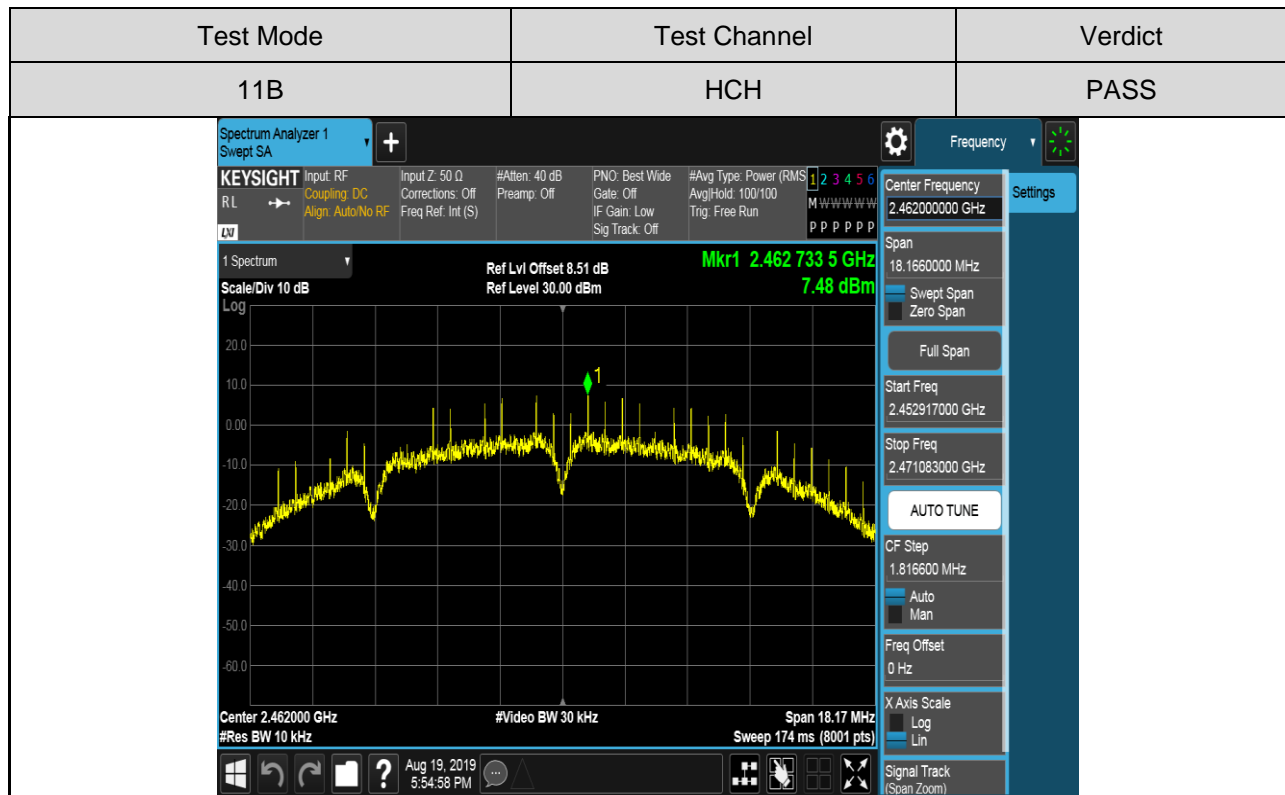 Test Mode Test Channel Verdict
11B HCH PASS
Spectrum Analyzer 1
Swept SA
+
Frequency
KEYSIGHT
RL
LXI
Input: RF
Coupling: DC
Align: Auto/No RF
Input Z: 50 Ω
Corrections: Off
Freq Ref: Int (S)
#Atten: 40 dB
Preamp: Off
PNO: Best Wide
Gate: Off
IF Gain: Low
Sig Track: Off
#Avg Type: Power (RMS
Avg|Hold: 100/100
Trig: Free Run
1 2 3 4 5 6
M W W W W W
P P P P P P
1 Spectrum
Scale/Div 10 dB
Ref Lvl Offset 8.51 dB
Ref Level 30.00 dBm
Mkr1 2.462 733 5 GHz
7.48 dBm
Log
20.0
10.0
0.00
-10.0
-20.0
-30.0
-40.0
-50.0
-60.0
1
Center 2.462000 GHz
#Res BW 10 kHz
#Video BW 30 kHz
Span 18.17 MHz
Sweep 174 ms (8001 pts)
Center Frequency
2.462000000 GHz
Settings
Span
18.1660000 MHz
Swept Span
Zero Span
Full Span
Start Freq
2.452917000 GHz
Stop Freq
2.471083000 GHz
AUTO TUNE
CF Step
1.816600 MHz
Auto
Man
Freq Offset
0 Hz
X Axis Scale
Log
Lin
Signal Track
(Span Zoom)
?
Aug 19, 2019
5:54:58 PM